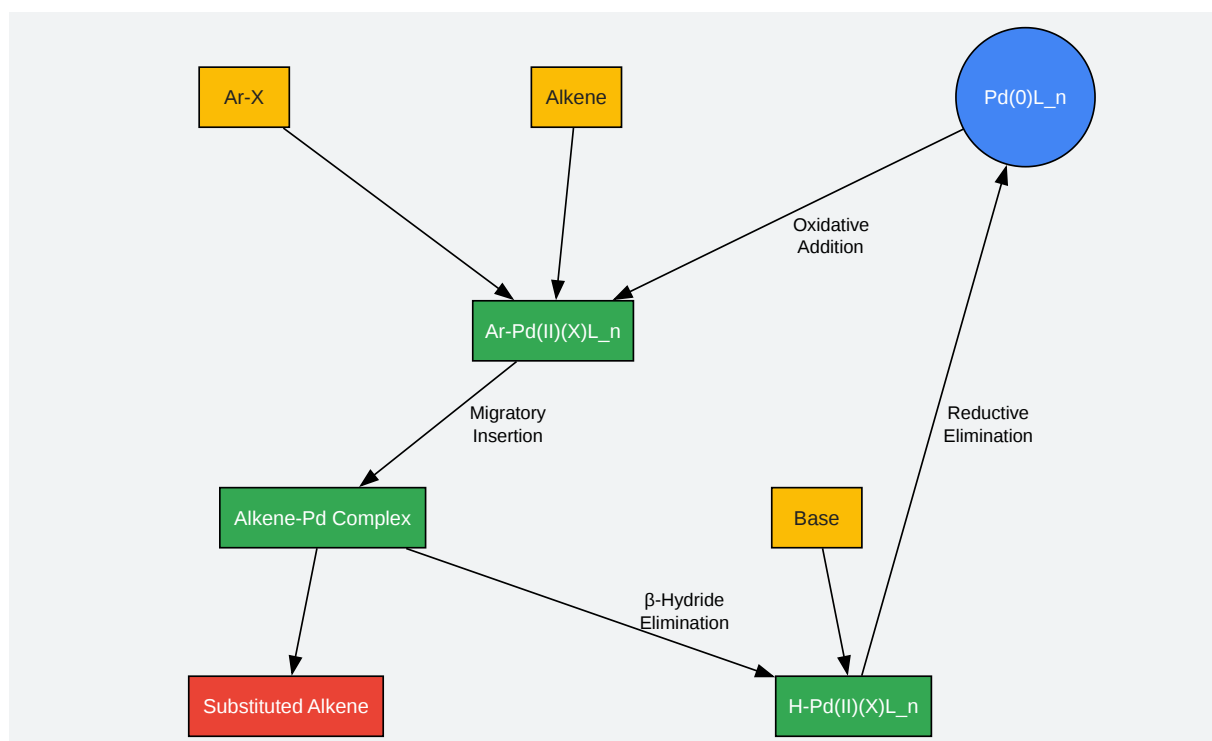 Ar-X
Alkene
Pd(0)L_n
Oxidative
Addition
Ar-Pd(II)(X)L_n
Migratory
Insertion
Reductive
Elimination
Alkene-Pd Complex
Base
β-Hydride
Elimination
Substituted Alkene
H-Pd(II)(X)L_n